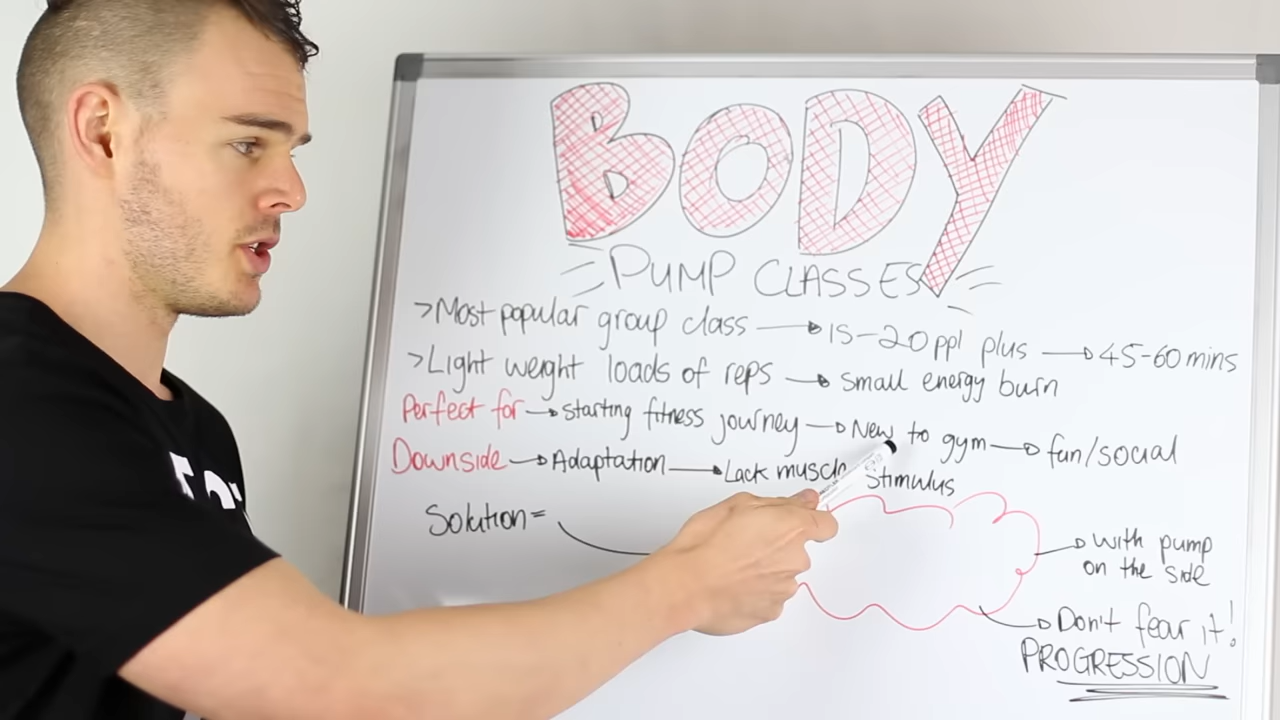 BODY
PUMP CLASSES
>Most popular group class → 15-20 ppl plus → 45-60 mins
>Light weight loads of reps → small energy burn
Perfect for → starting fitness journey → New to gym → fun/social
Downside → Adaptation → Lack muscle Stimulus
Solution =
with pump
on the side
Don't fear it!
PROGRESSION